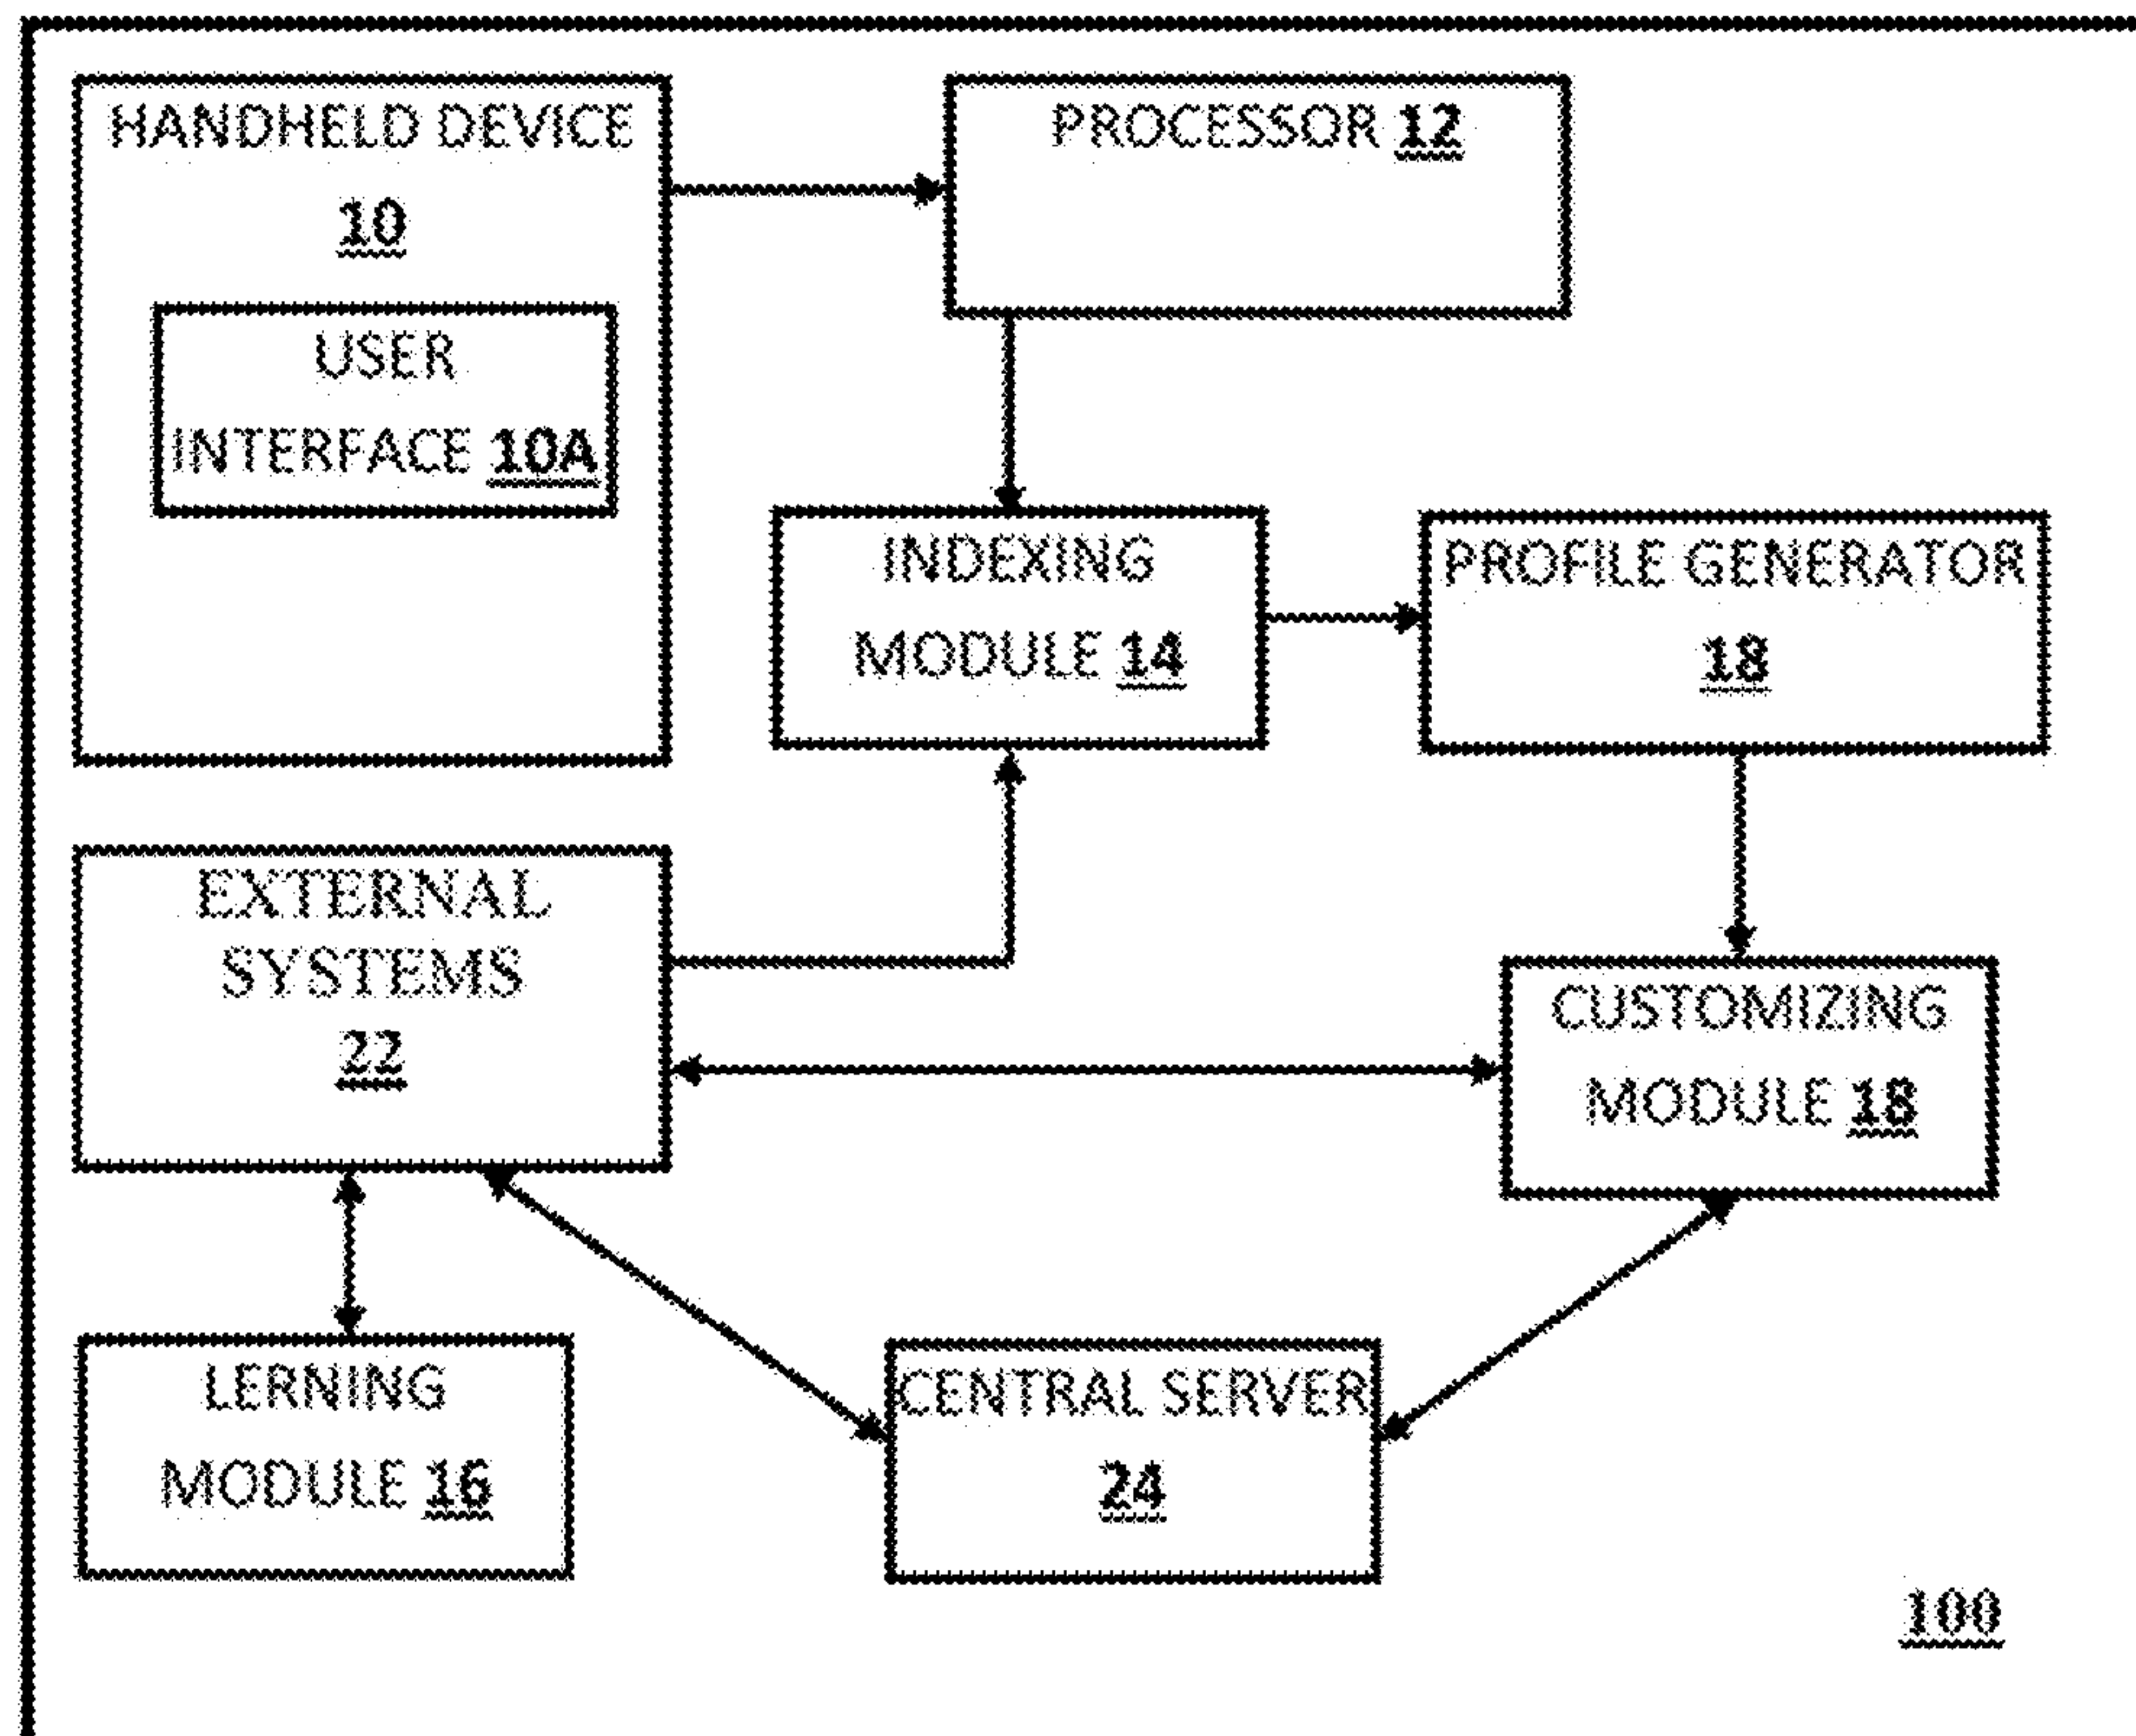 HANDHELD DEVICE
10
USER
INTERFACE 10A
PROCESSOR 12
INDEXING
MODULE 14
PROFILE GENERATOR
18
EXTERNAL
SYSTEMS
22
CUSTOMIZING
MODULE 18
LERNING
MODULE 16
CENTRAL SERVER
24
100